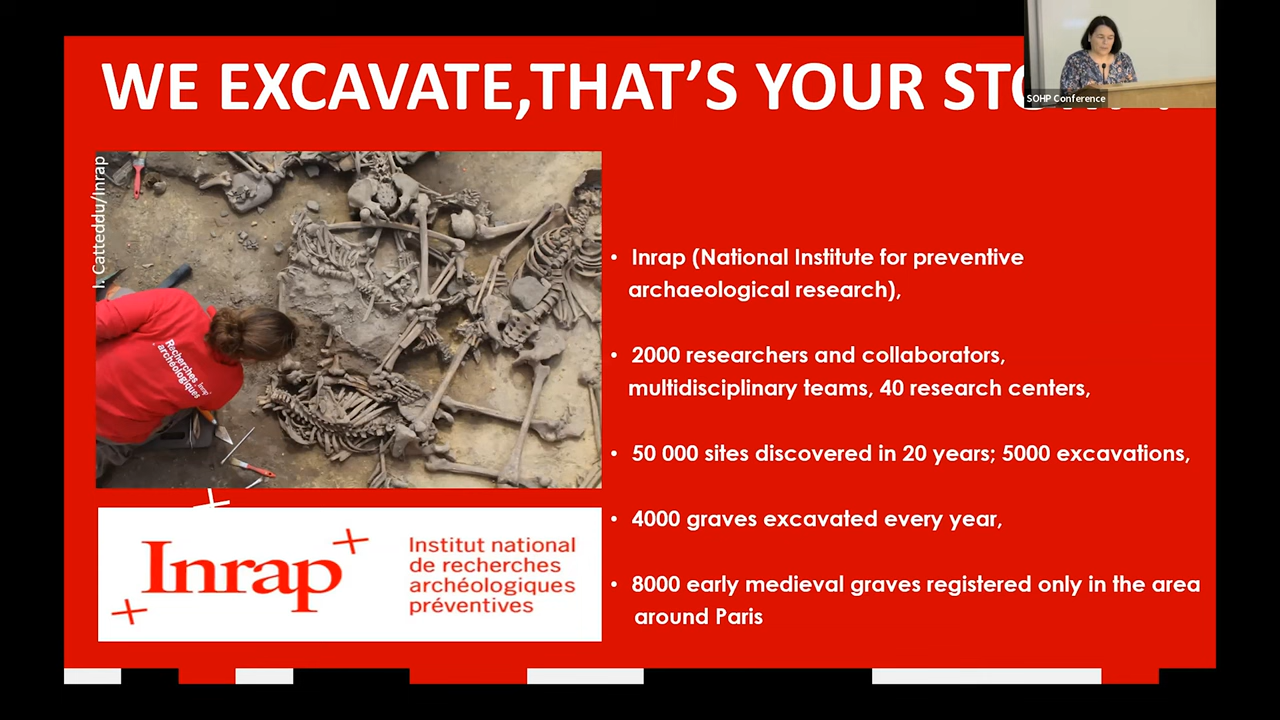 WE EXCAVATE,THAT'S YOUR
SOHP Conference
I. Catteddu/Inrap
Recherches
archéologiques
Inrap
• Inrap (National Institute for preventive
archaeological research),
• 2000 researchers and collaborators,
multidisciplinary teams, 40 research centers,
• 50 000 sites discovered in 20 years; 5000 excavations,
• 4000 graves excavated every year,
• 8000 early medieval graves registered only in the area
around Paris
Inrap
Institut national
de recherches
archéologiques
préventives